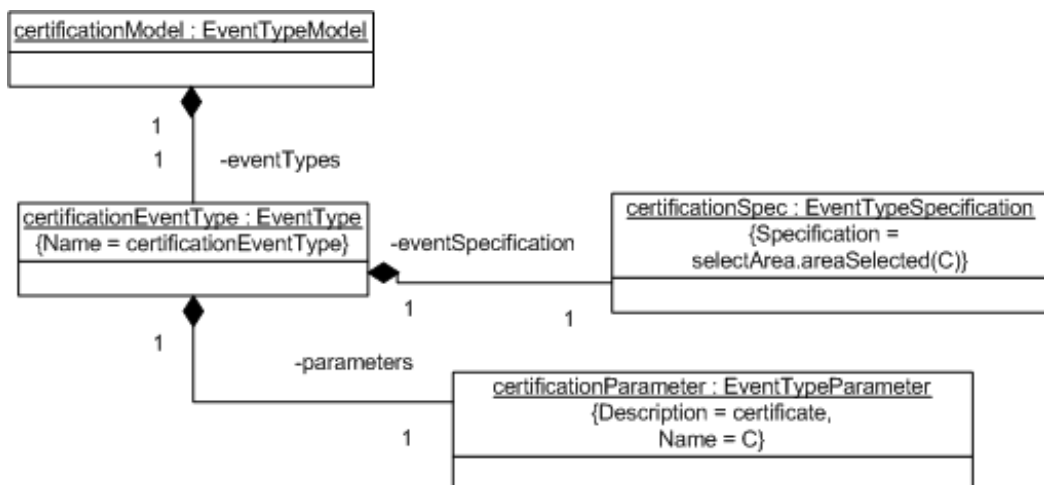 certificationModel : EventTypeModel
1
1
-eventTypes
certificationEventType : EventType
{Name = certificationEventType}
-eventSpecification
certificationSpec : EventTypeSpecification
{Specification =
selectArea.areaSelected(C)}
1
1
1
-parameters
certificationParameter : EventTypeParameter
{Description = certificate,
Name = C}
1